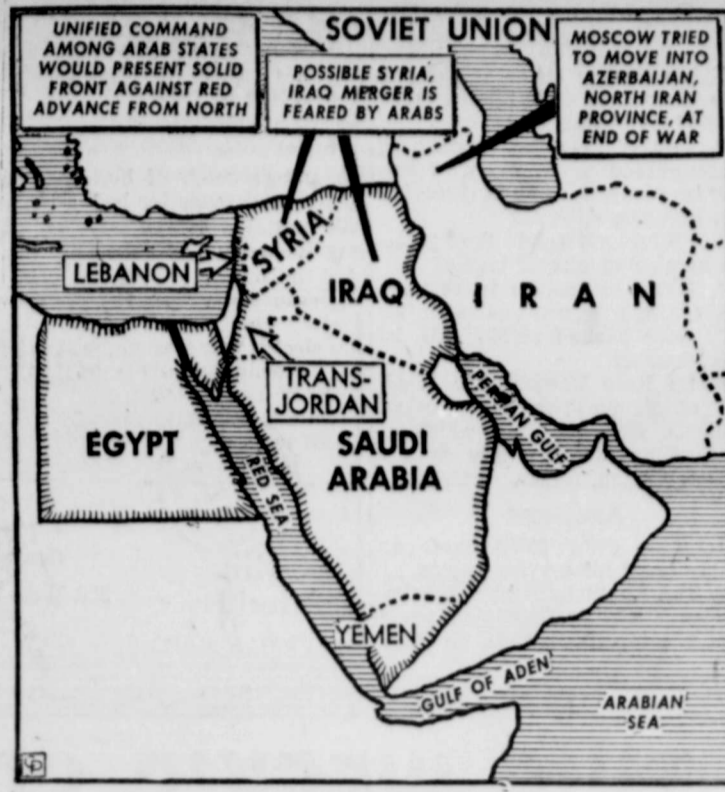 UNIFIED COMMAND
AMONG ARAB STATES
WOULD PRESENT SOLID
FRONT AGAINST RED
ADVANCE FROM NORTH
SOVIET UNION
POSSIBLE SYRIA,
IRAQ MERGER IS
FEARED BY ARABS
MOSCOW TRIED
TO MOVE INTO
AZERBAIJAN,
NORTH IRAN
PROVINCE, AT
END OF WAR
SYRIA
LEBANON
IRAQ
IRAN
TRANS-
JORDAN
PERSIAN GULF
EGYPT
SAUDI
ARABIA
RED SEA
YEMEN
GULF OF ADEN
ARABIAN
SEA